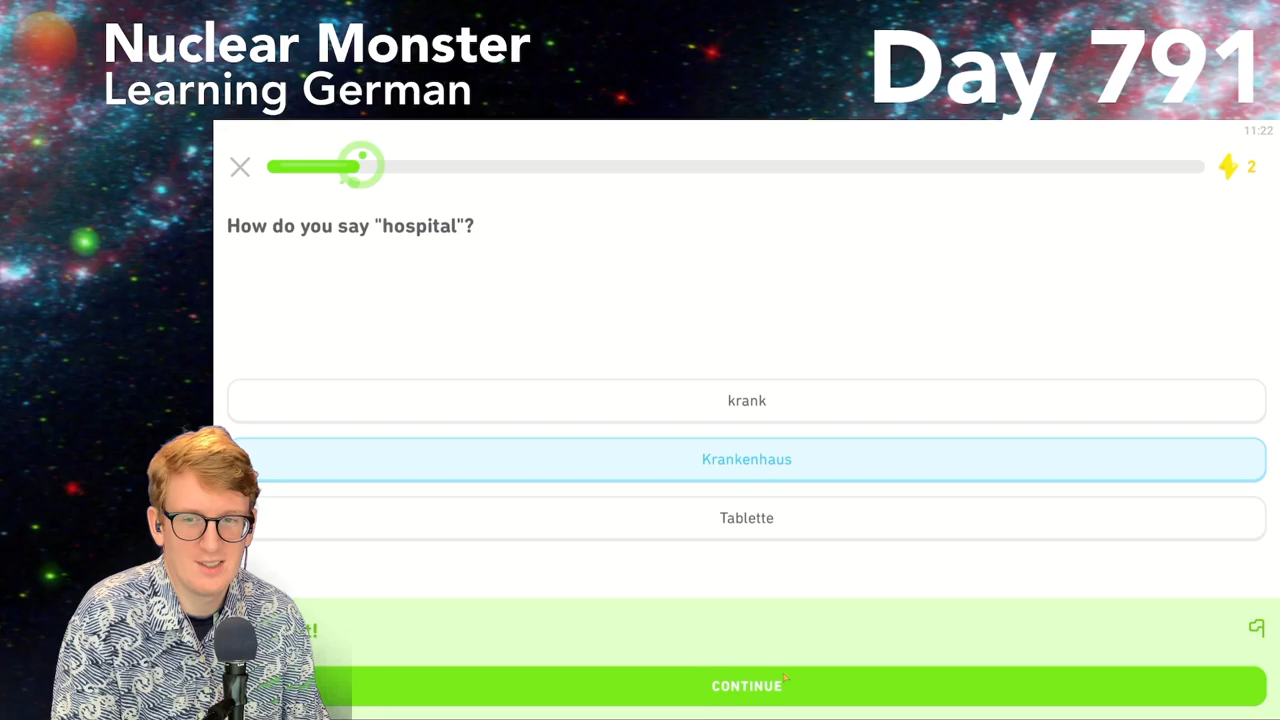 Nuclear Monster
Learning German
Day 791
11:22
2
How do you say "hospital"?
krank
Krankenhaus
Tablette
t!
CONTINUE